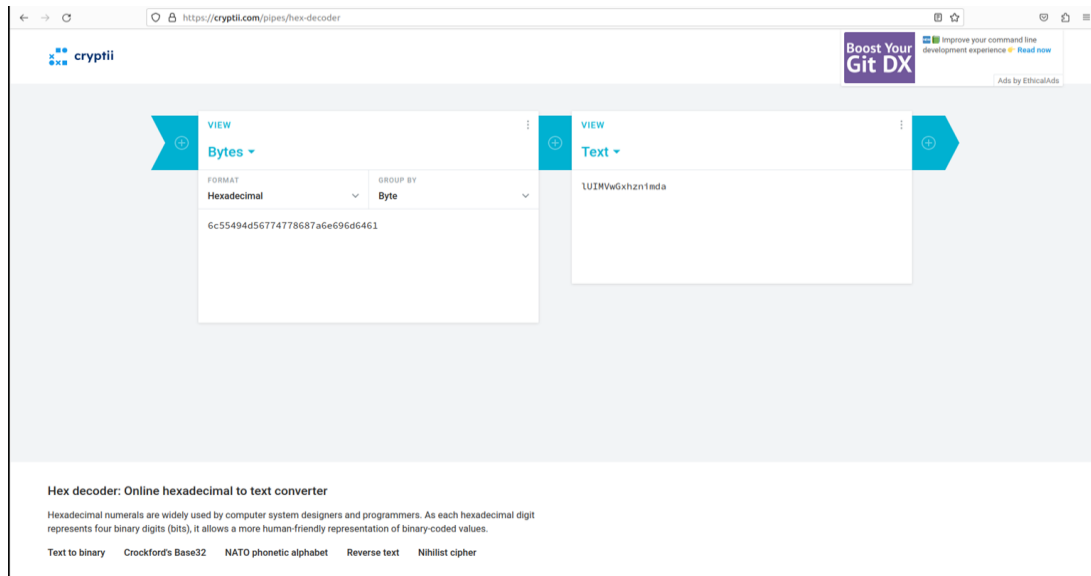 https://cryptii.com/pipes/hex-decoder
cryptii
Boost Your
Git DX
Improve your command line
development experience 👉 Read now
Ads by EthicalAds
VIEW
Bytes
FORMAT
Hexadecimal
GROUP BY
Byte
6c55494d56774778687a6e696d6461
VIEW
Text
lUIMVwGxhznimda
Hex decoder: Online hexadecimal to text converter
Hexadecimal numerals are widely used by computer system designers and programmers. As each hexadecimal digit
represents four binary digits (bits), it allows a more human-friendly representation of binary-coded values.
Text to binary Crockford's Base32 NATO phonetic alphabet Reverse text Nihilist cipher